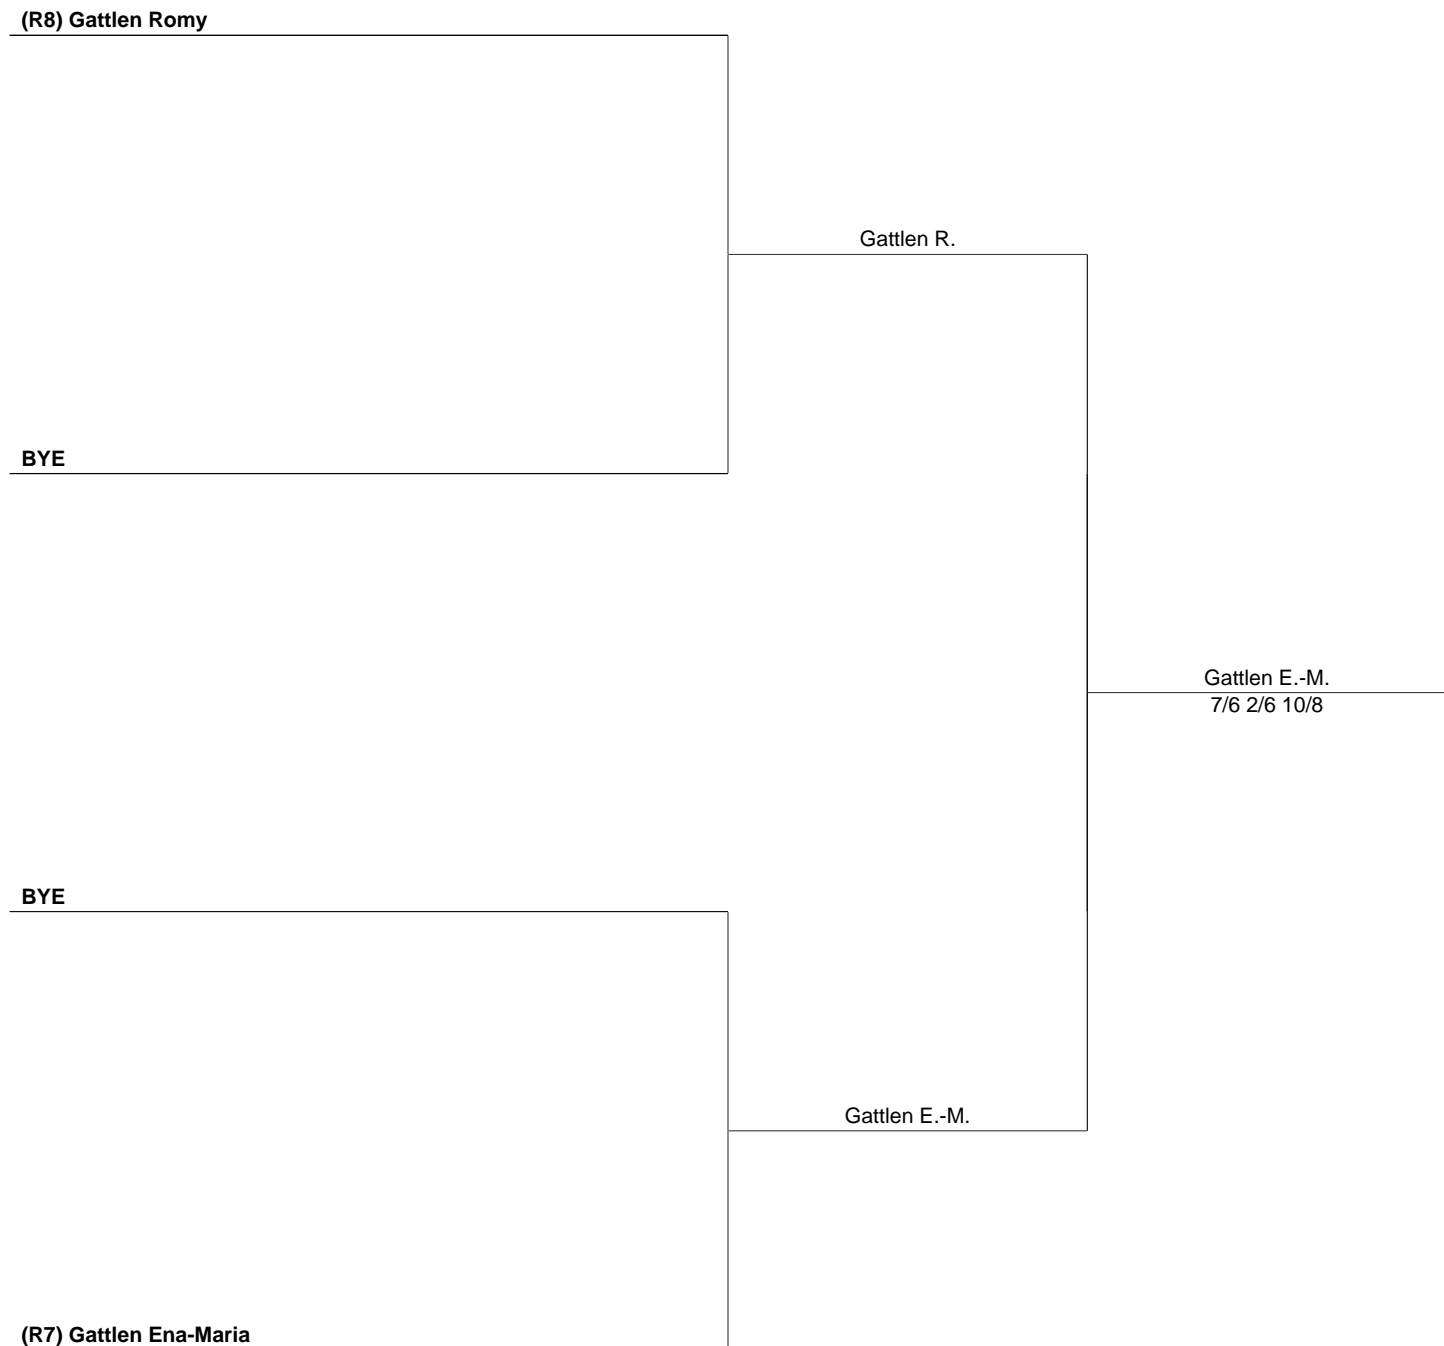 (R8) Gattlen Romy
Gattlen R.
BYE
Gattlen E.-M.
7/6 2/6 10/8
BYE
Gattlen E.-M.
(R7) Gattlen Ena-Maria